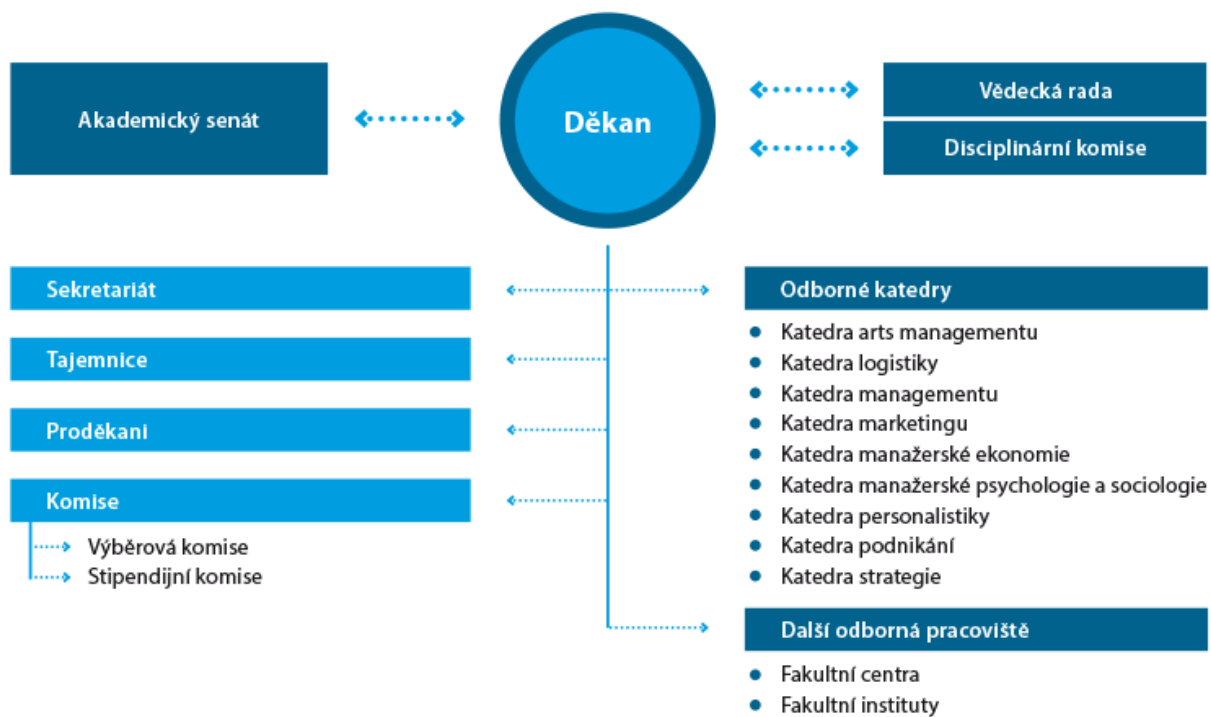 Akademický senát
Děkan
Vědecká rada
Disciplinární komise
Sekretariát
Tajemnice
Proděkani
Komise
Výběrová komise
Stipendijní komise
Odborné katedry
Katedra arts managementu
Katedra logistiky
Katedra managementu
Katedra marketingu
Katedra manažerské ekonomie
Katedra manažerské psychologie a sociologie
Katedra personalistiky
Katedra podnikání
Katedra strategie
Další odborná pracoviště
Fakultní centra
Fakultní instituty